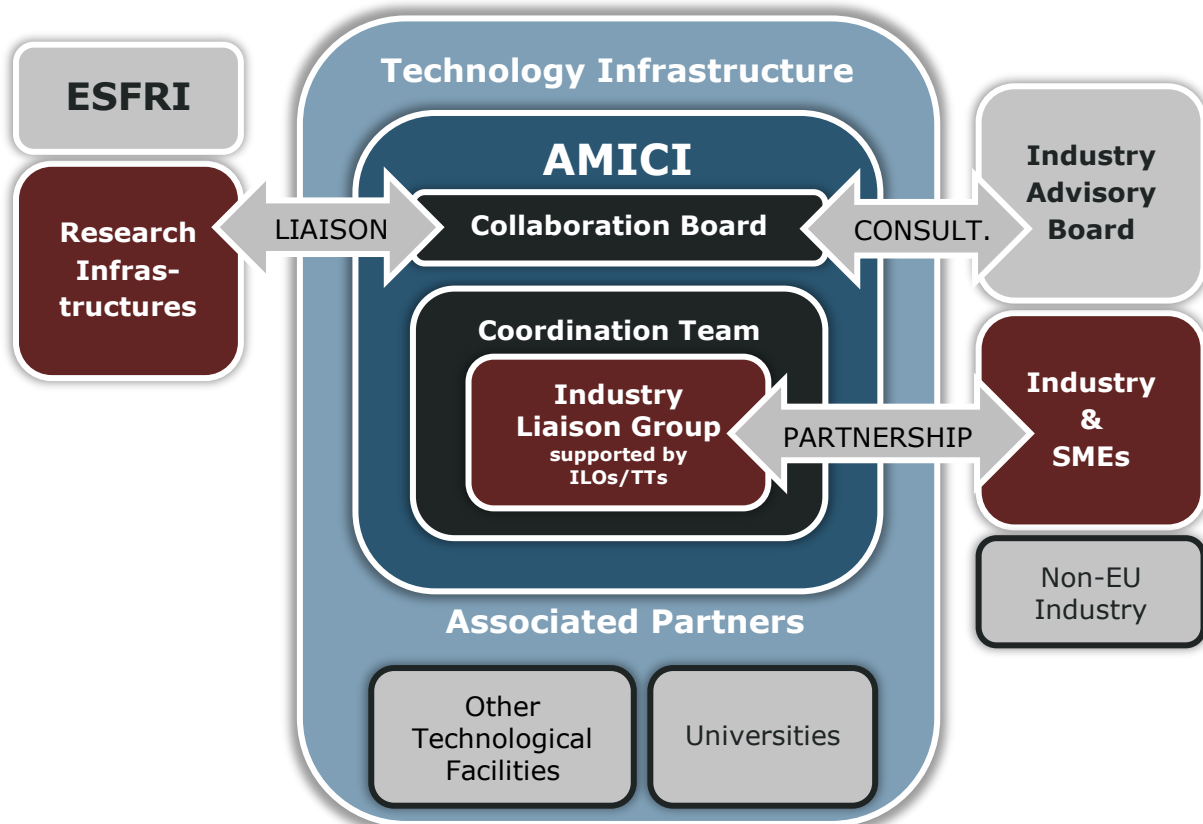 ESFRI
Research
Infras-
tructures
LIAISON
Technology Infrastructure
AMICI
Collaboration Board
CONSULT.
Coordination Team
Industry
Liaison Group
supported by
ILOs/TTs
PARTNERSHIP
Associated Partners
Other
Technological
Facilities
Universities
Industry
Advisory
Board
Industry
&
SMEs
Non-EU
Industry